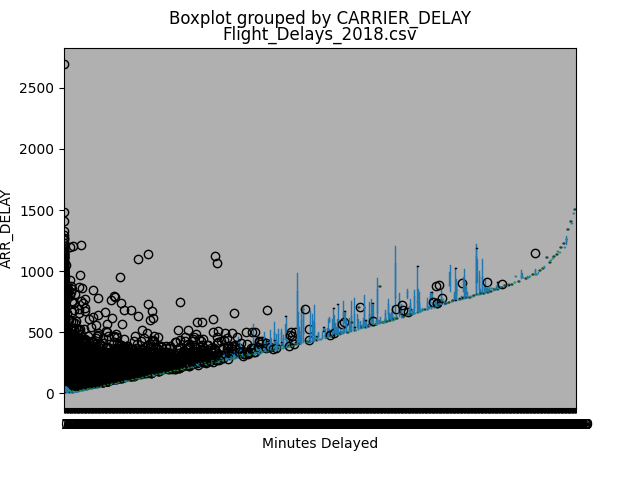 Boxplot grouped by CARRIER_DELAY
Flight_Delays_2018.csv
2500
2000
1500
1000
500
0
ARR_DELAY
Minutes Delayed